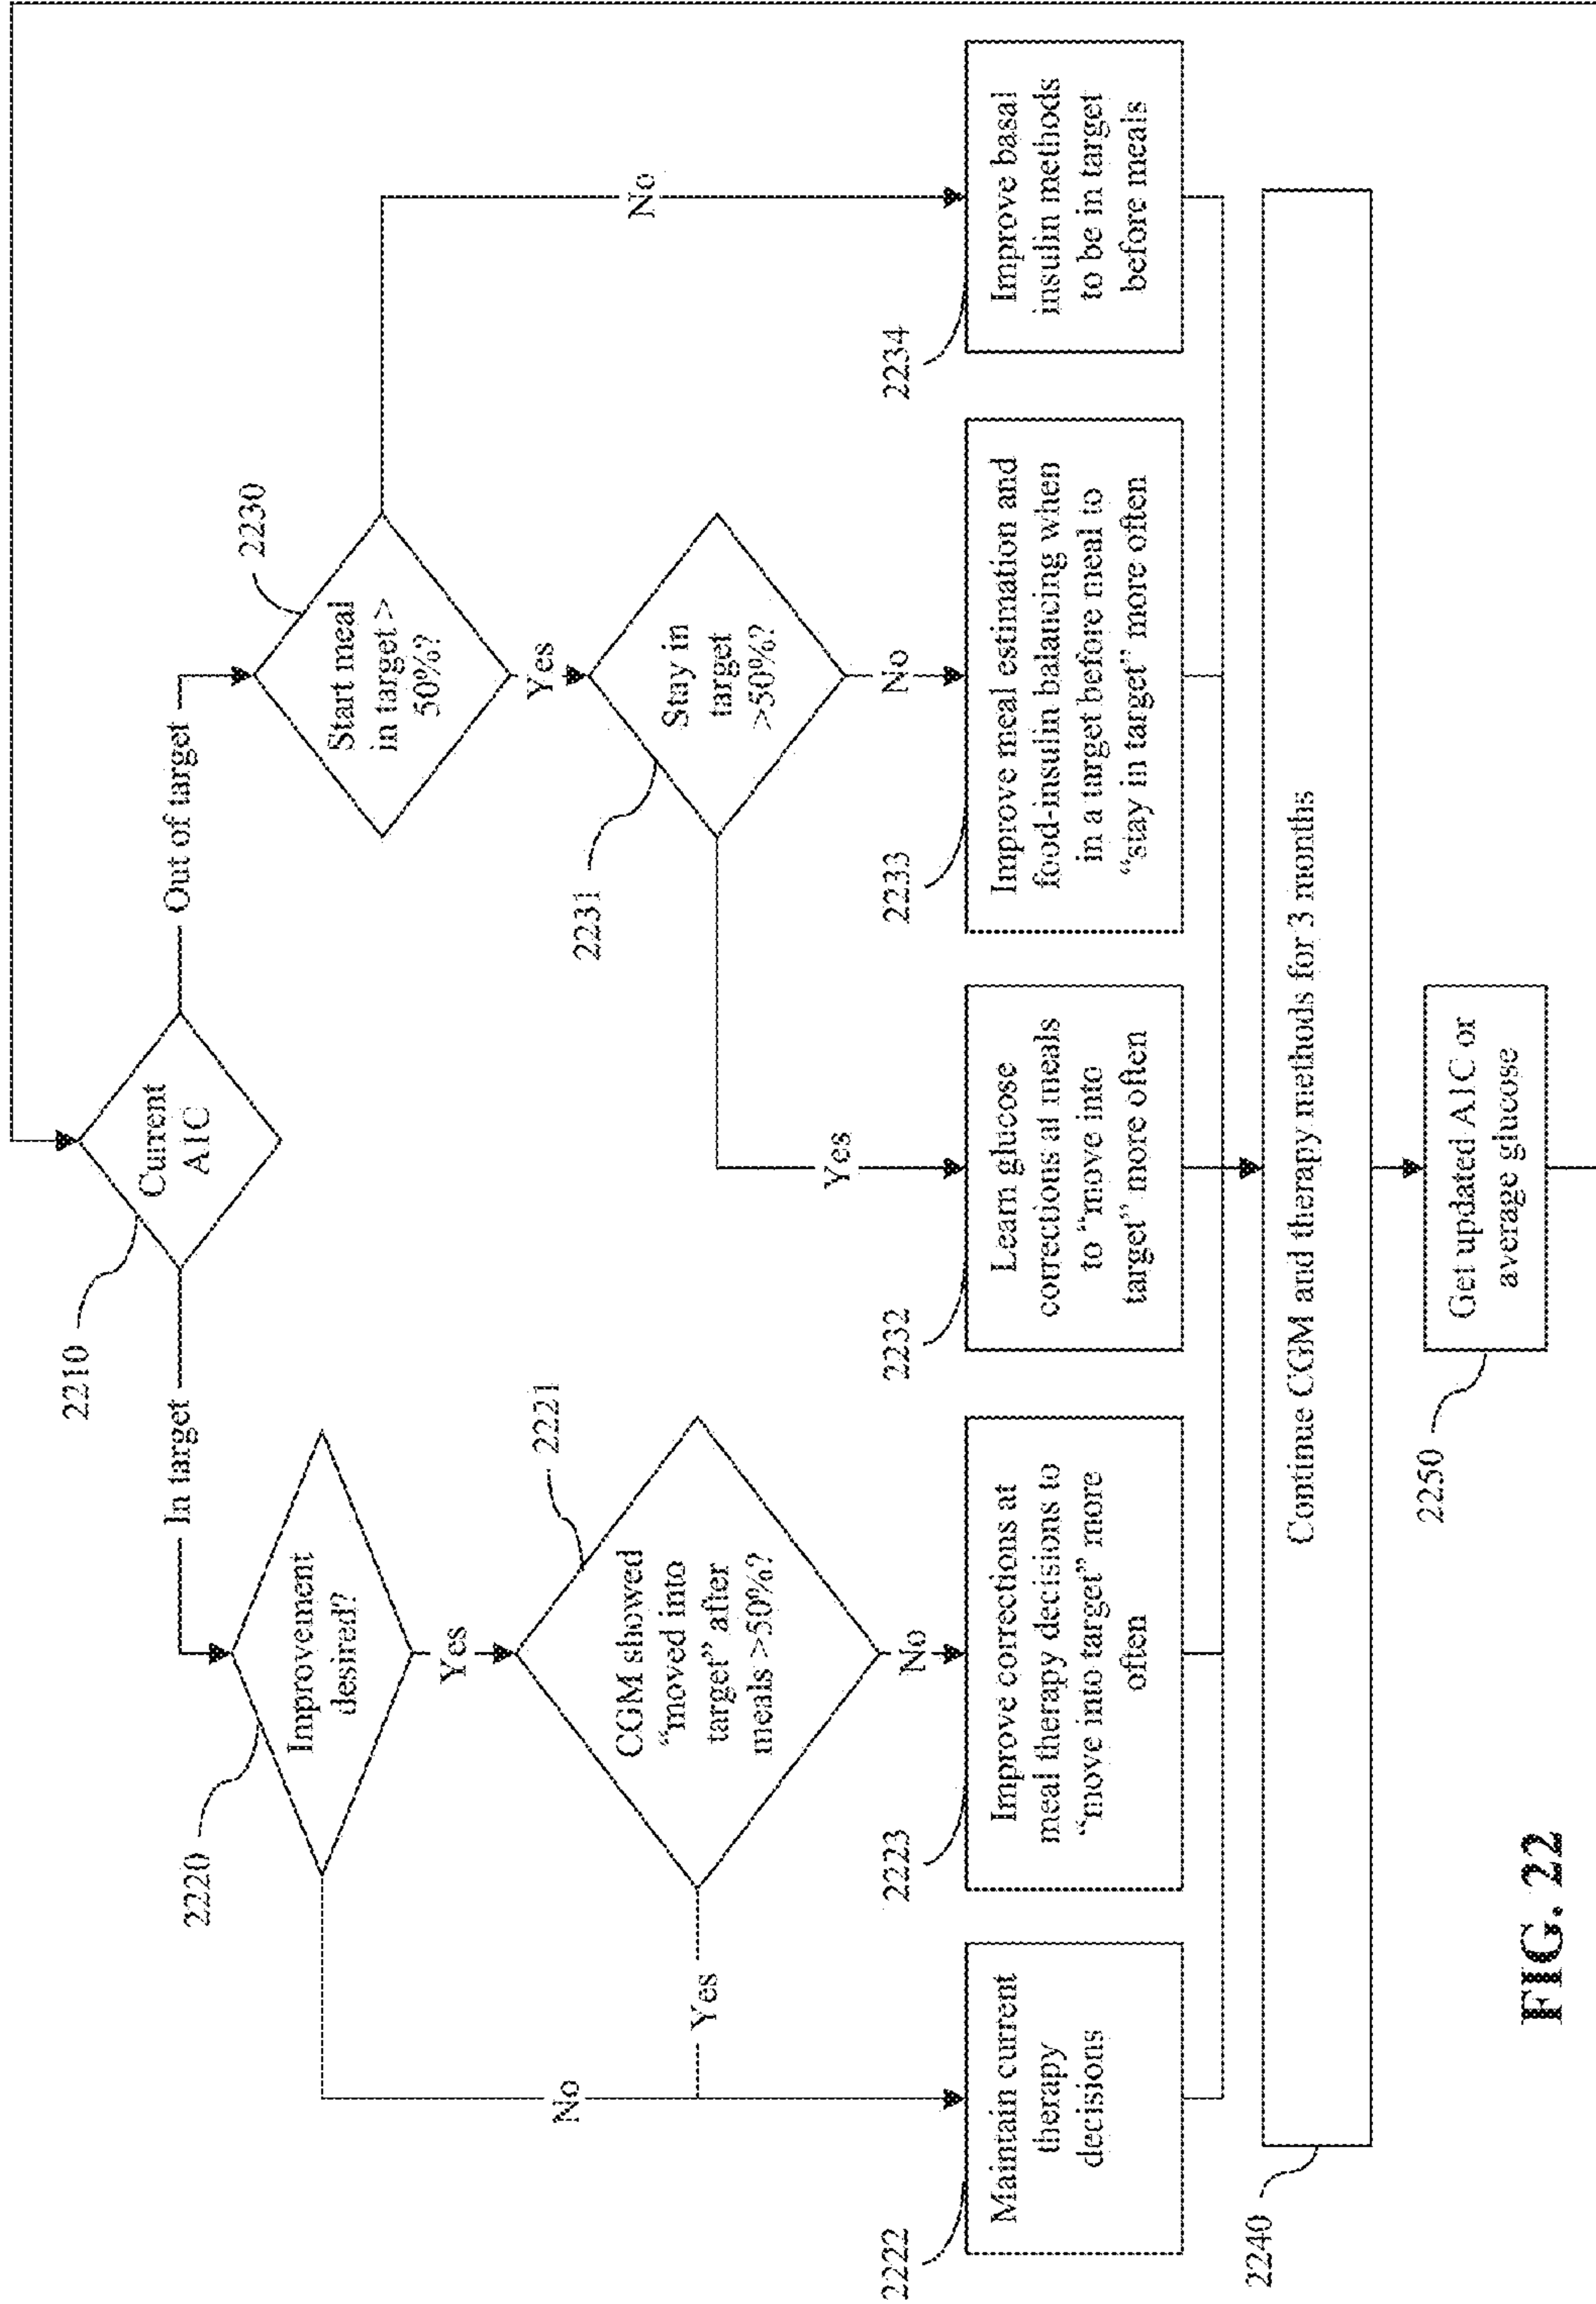 2210
Current
A1C
In target
Out of target
2220
Improvement
desired?
2230
Start meal
in target >
50%?
Yes
Yes
2221
CGM showed
“moved into
target” after
meals >50%?
2231
Stay in
target
>50%?
No
Yes
No
Yes
No
No
2222
Maintain current
therapy
decisions
2223
Improve corrections at
meal therapy decisions to
“move into target” more
often
2232
Learn glucose
corrections at meals
to “move into
target” more often
2233
Improve meal estimation and
food-insulin balancing when
in a target before meal to
“stay in target” more often
2234
Improve basal
insulin methods
to be in target
before meals
2240
Continue CGM and therapy methods for 3 months
2250
Get updated A1C or
average glucose
FIG. 22